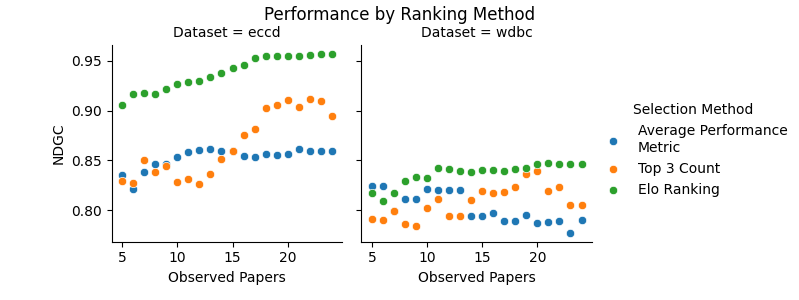 Performance by Ranking Method
Dataset = eccd
Dataset = wdbc
0.95
0.90
0.85
0.80
NDGC
5 10 15 20
5 10 15 20
Observed Papers
Observed Papers
Selection Method
Average Performance
Metric
Top 3 Count
Elo Ranking